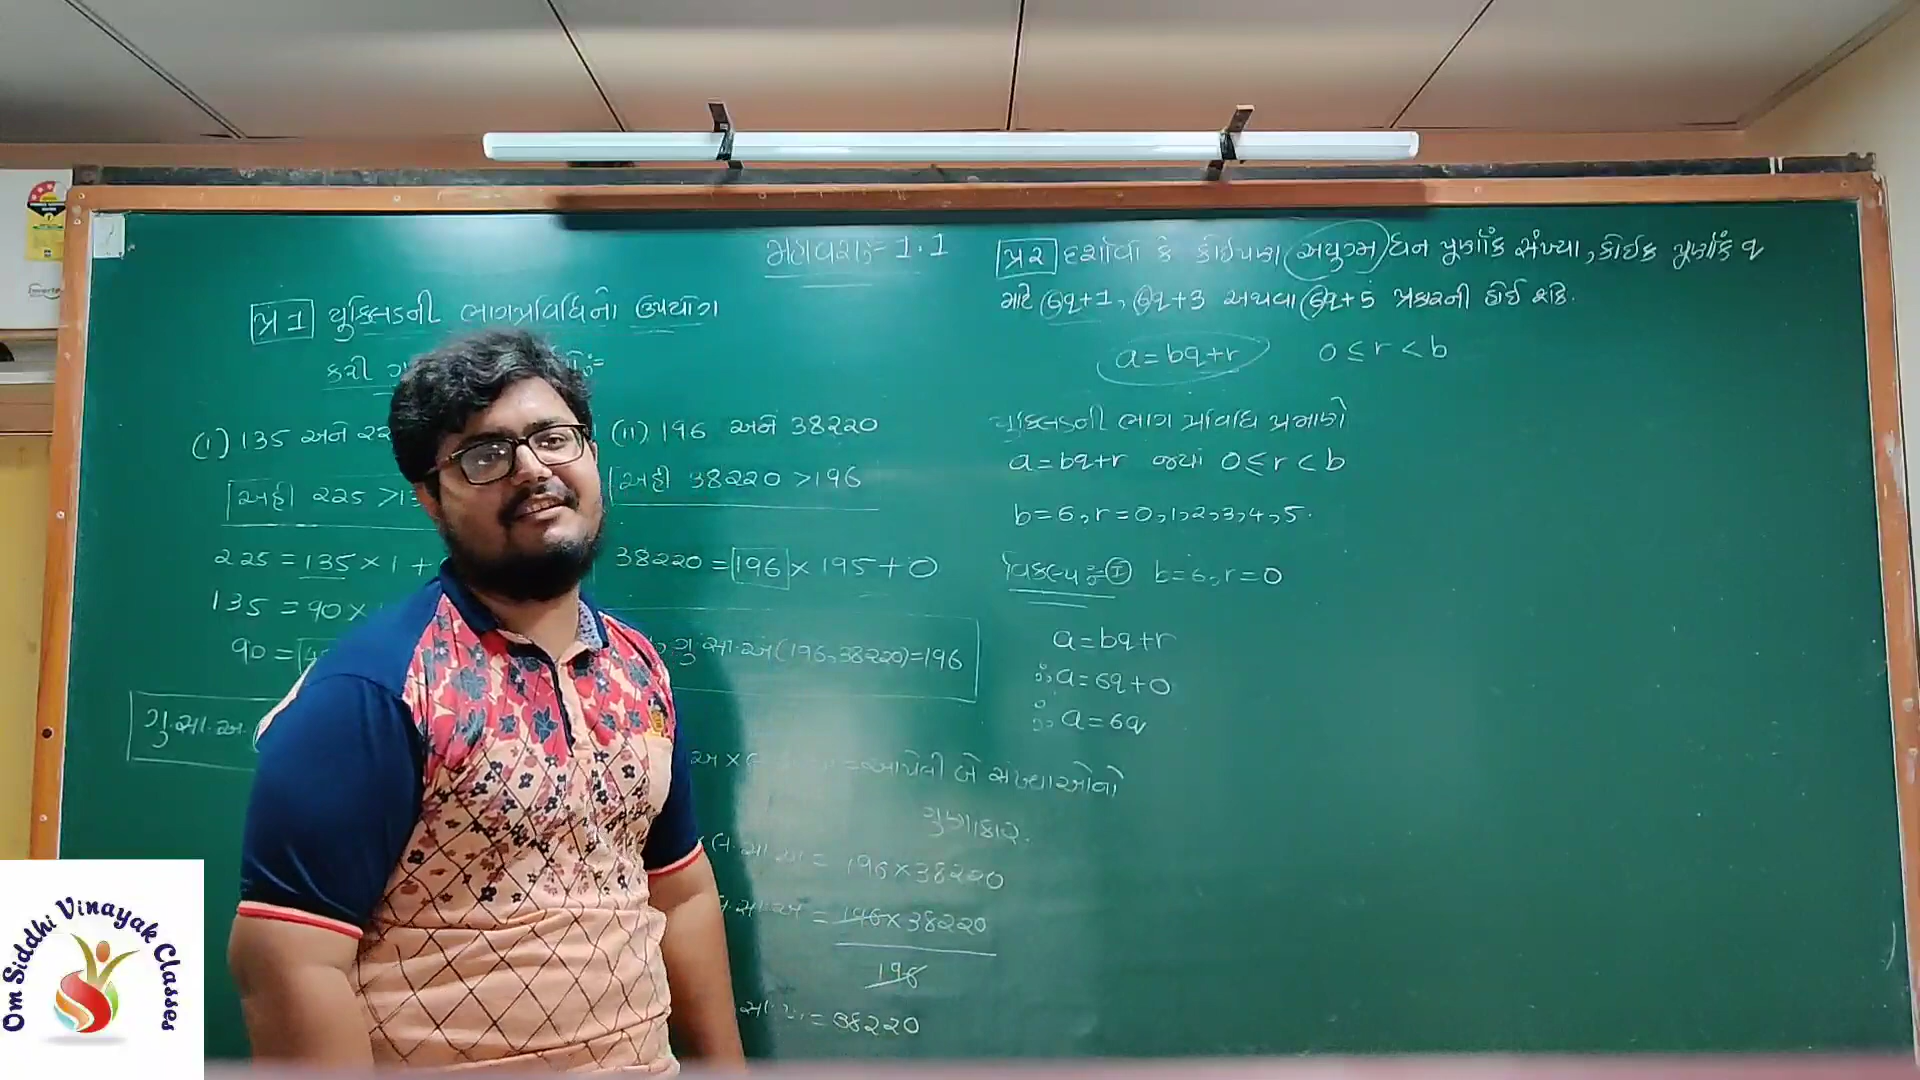 મહાવરો:- 1.1
પ્ર 1 યુક્લિડની ભાગપ્રવિધિનો ઉપયોગ
કરી
(i) 135 અને
અહીં 225 >
225 = 135 × 1 +
135 = 90 ×
90 =
ગુ.સા.અ.
(ii) 196 અને 38220
અહીં 38220 > 196
38220 = 196 × 195 + 0
ગુ.સા.અ (196, 38220) = 196
અ × = આપેલી બે સંખ્યાઓનો
ગુણાકાર.
લ.સા.અ = 196 × 38220
સા.અ = 196 × 38220
196
સા. = 38220
પ્ર 2 દર્શાવો કે કોઈપણ અયુગ્મ ધન પૂર્ણાંક સંખ્યા, કોઈક પૂર્ણાંક q
માટે 6q+1, 6q+3 અથવા 6q+5 પ્રકારની હોઈ શકે.
a = bq+r 0 ≤ r < b
યુક્લિડની ભાગ પ્રવિધિ પ્રમાણે
a = bq+r જ્યાં 0 ≤ r < b
b = 6, r = 0, 1, 2, 3, 4, 5.
વિકલ્પ :- I b = 6, r = 0
a = bq+r
∴ a = 6q+0
∴ a = 6q
Om Siddhi Vinayak Classes